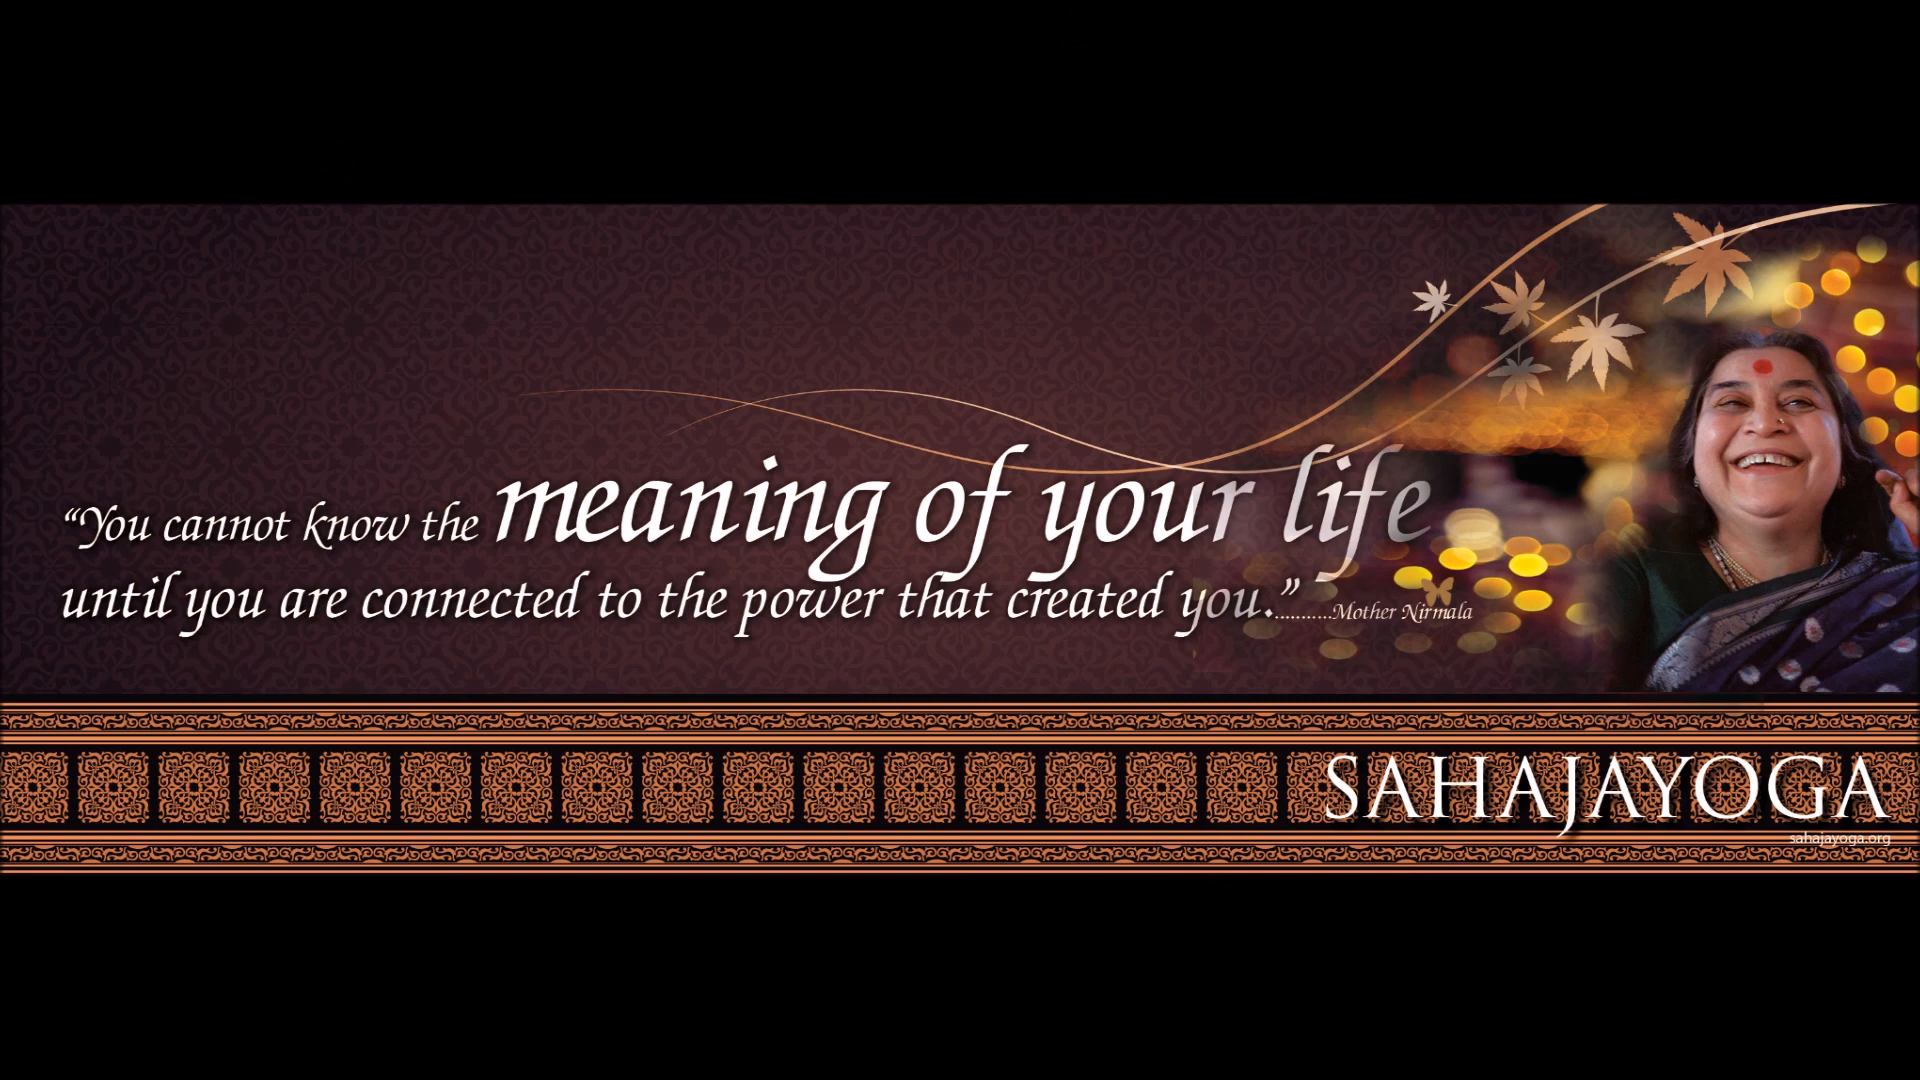 “You cannot know the meaning of your life
until you are connected to the power that created you.”...........Mother Nirmala
SAHAJAYOGA
sahajayoga.org